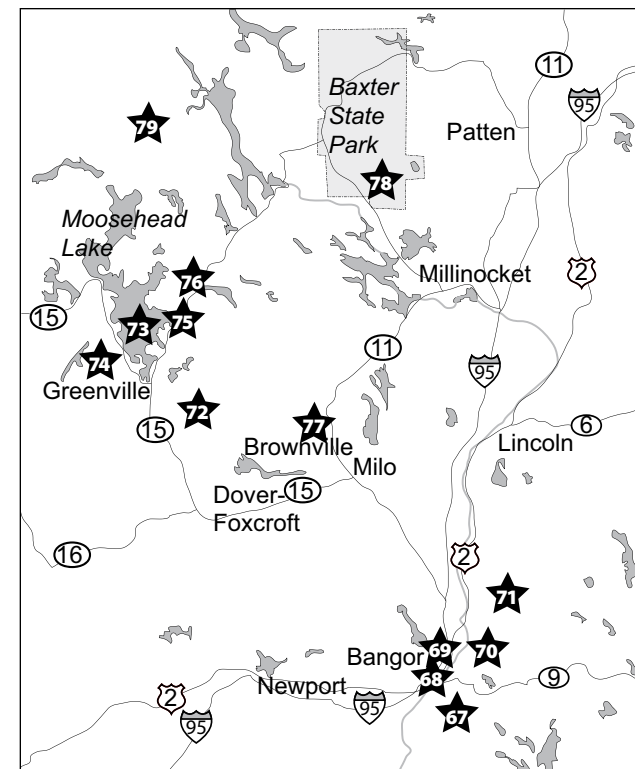 11
95
Baxter
State
Park
79
Patten
78
Moosehead
Lake
2
76
Millinocket
15
73
75
11
74
95
Greenville
72
15
77
6
Brownville
Lincoln
Milo
15
Dover-
Foxcroft
16
2
71
69
70
Bangor
68
9
Newport
2
95
95
67